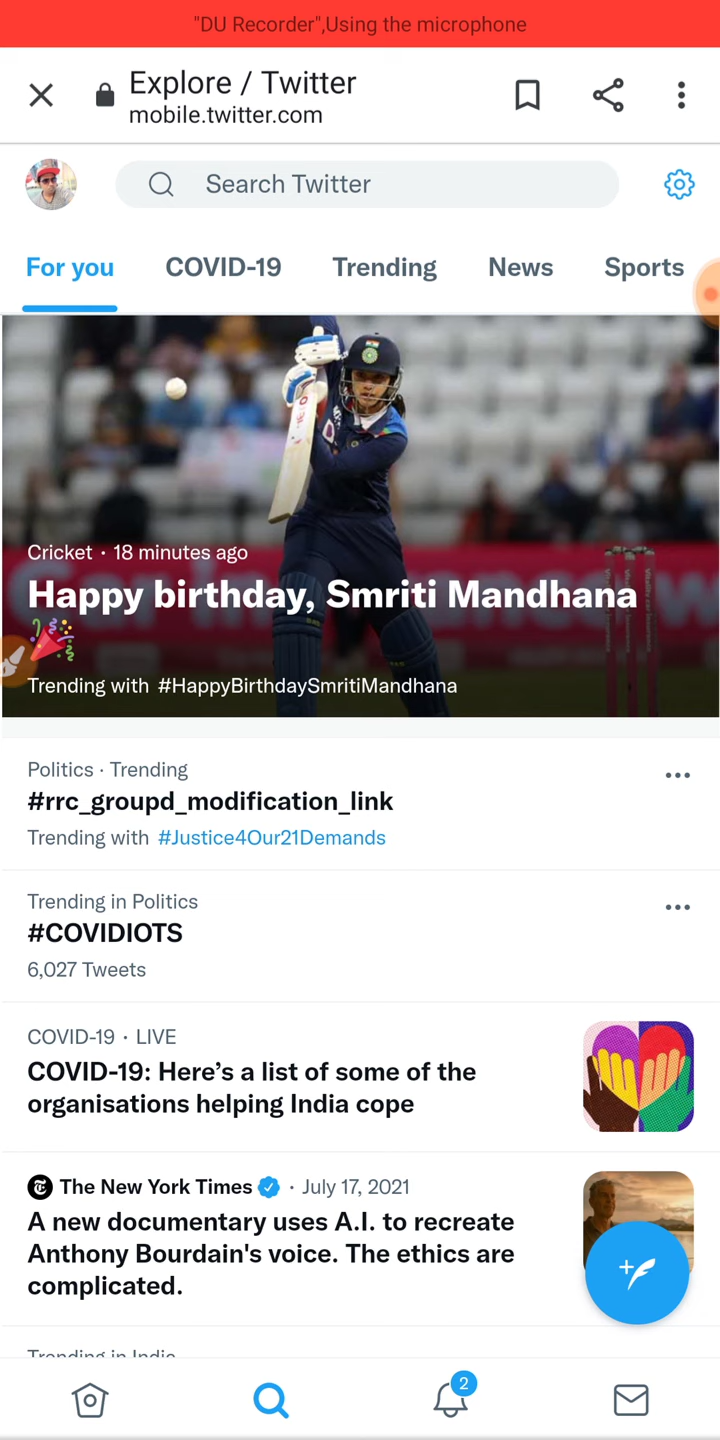 "DU Recorder",Using the microphone
Explore / Twitter
mobile.twitter.com
Search Twitter
For you COVID-19 Trending News Sports
Cricket · 18 minutes ago
Happy birthday, Smriti Mandhana
🎉
Trending with #HappyBirthdaySmritiMandhana
Politics · Trending
#rrc_groupd_modification_link
Trending with #Justice4Our21Demands
Trending in Politics
#COVIDIOTS
6,027 Tweets
COVID-19 · LIVE
COVID-19: Here's a list of some of the
organisations helping India cope
The New York Times · July 17, 2021
A new documentary uses A.I. to recreate
Anthony Bourdain's voice. The ethics are
complicated.
Trending in India
2